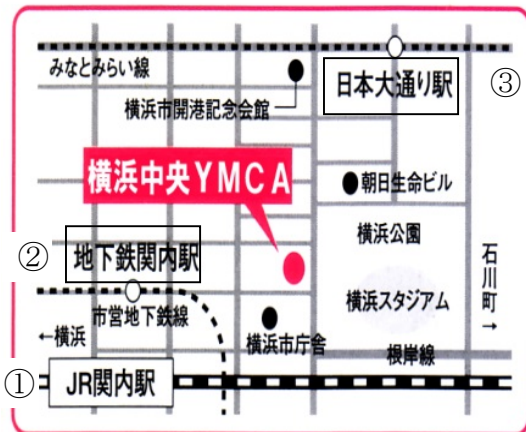 みなとみらい線
日本大通り駅
③
横浜市開港記念会館
横浜中央YMCA
朝日生命ビル
横浜公園
②
地下鉄関内駅
石川町→
横浜スタジアム
市営地下鉄線
←横浜
横浜市庁舎
根岸線
①
JR関内駅